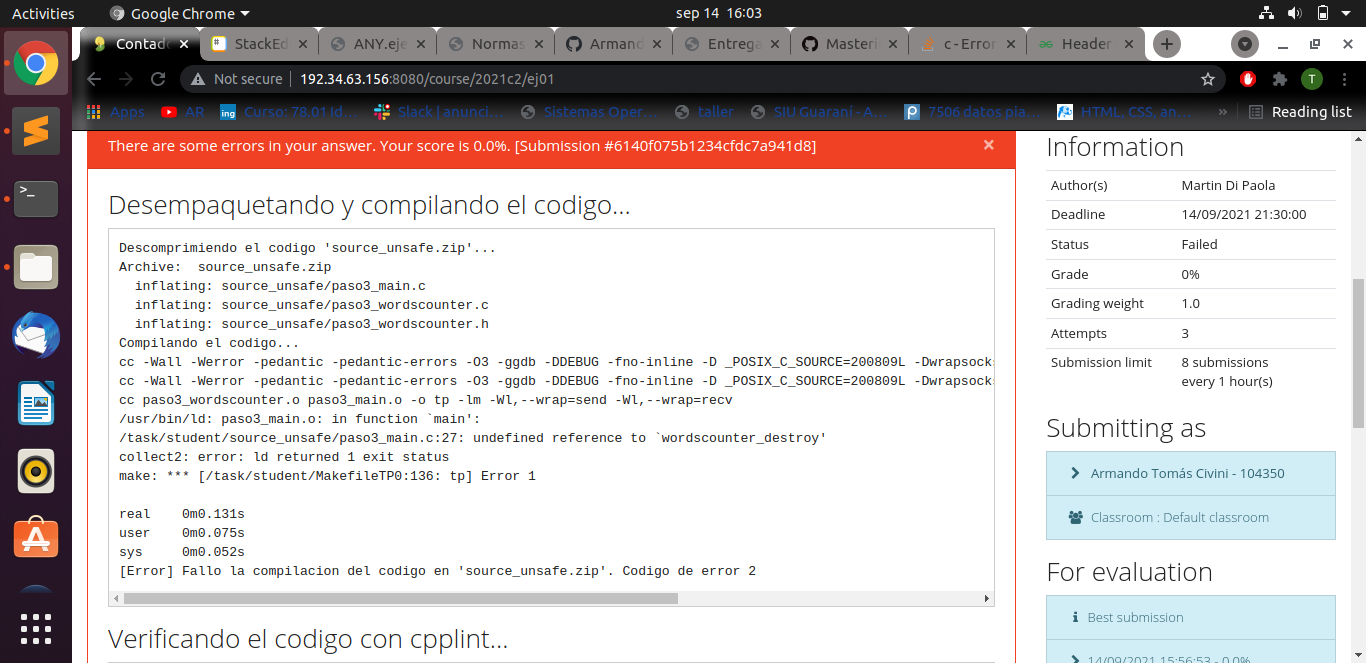 Activities
Google Chrome
sep 14 16:03
Contad
StackEd
ANY.eje
Normas
Armand
Entrega
Masteri
c - Error
Header
Not secure
192.34.63.156:8080/course/2021c2/ej01
T
Apps
AR
Curso: 78.01 Id...
Slack | anunci...
Sistemas Oper...
taller
SIU Guaraní - A...
7506 datos pia...
HTML, CSS, an...
»
Reading list
There are some errors in your answer. Your score is 0.0%. [Submission #6140f075b1234cfdc7a941d8]
×
Desempaquetando y compilando el codigo...
Descomprimiendo el codigo 'source_unsafe.zip'...
Archive:  source_unsafe.zip
  inflating: source_unsafe/paso3_main.c
  inflating: source_unsafe/paso3_wordscounter.c
  inflating: source_unsafe/paso3_wordscounter.h
Compilando el codigo...
cc -Wall -Werror -pedantic -pedantic-errors -O3 -ggdb -DDEBUG -fno-inline -D _POSIX_C_SOURCE=200809L -Dwrapsock
cc -Wall -Werror -pedantic -pedantic-errors -O3 -ggdb -DDEBUG -fno-inline -D _POSIX_C_SOURCE=200809L -Dwrapsock
cc paso3_wordscounter.o paso3_main.o -o tp -lm -Wl,--wrap=send -Wl,--wrap=recv
/usr/bin/ld: paso3_main.o: in function `main':
/task/student/source_unsafe/paso3_main.c:27: undefined reference to `wordscounter_destroy'
collect2: error: ld returned 1 exit status
make: *** [/task/student/MakefileTP0:136: tp] Error 1
real    0m0.131s
user    0m0.075s
sys     0m0.052s
[Error] Fallo la compilacion del codigo en 'source_unsafe.zip'. Codigo de error 2
Verificando el codigo con cpplint...
Information
Author(s) Martin Di Paola
Deadline 14/09/2021 21:30:00
Status Failed
Grade 0%
Grading weight 1.0
Attempts 3
Submission limit 8 submissions
every 1 hour(s)
Submitting as
Armando Tomás Civini - 104350
Classroom : Default classroom
For evaluation
Best submission
14/09/2021 15:56:53 - 0.0%